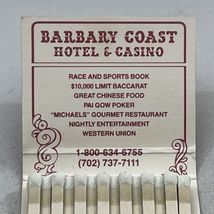 BARBARY COAST
HOTEL & CASINO
RACE AND SPORTS BOOK
$10,000 LIMIT BACCARAT
GREAT CHINESE FOOD
PAI GOW POKER
"MICHAELS" GOURMET RESTAURANT
NIGHTLY ENTERTAINMENT
WESTERN UNION
1-800-634-6755
(702) 737-7111